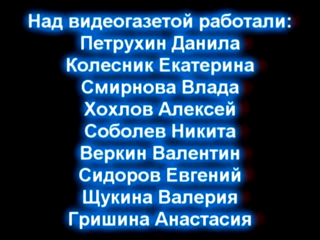 Над видеогазетой работали:
Петрухин Данила
Колесник Екатерина
Смирнова Влада
Хохлов Алексей
Соболев Никита
Веркин Валентин
Сидоров Евгений
Щукина Валерия
Гришина Анастасия